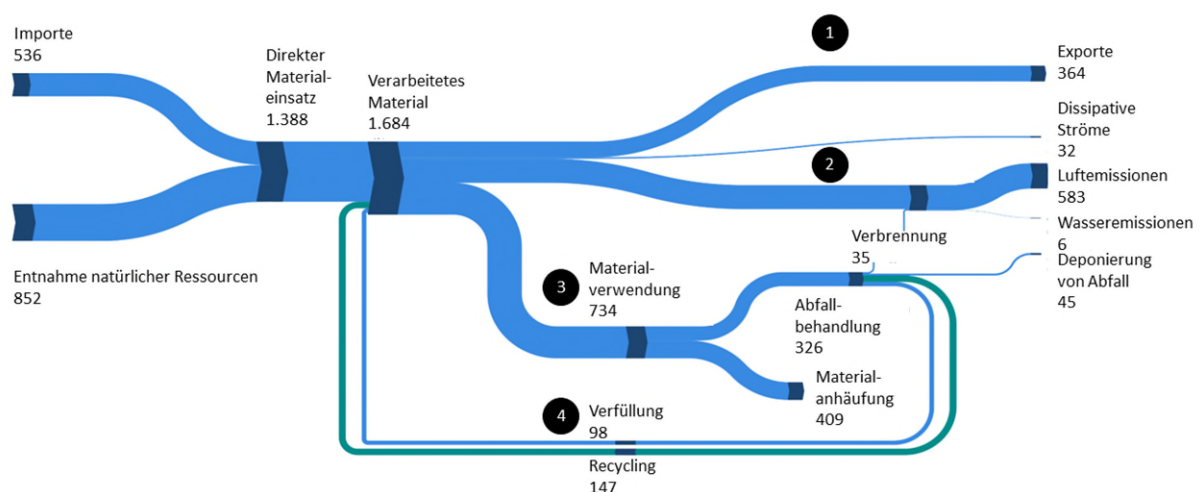 Importe
536
Direkter
Material-
einsatz
1.388
Verarbeitetes
Material
1.684
Entnahme natürlicher Ressourcen
852
1
Exporte
364
Dissipative
Ströme
32
2
Luftemissionen
583
Wasseremissionen
6
Verbrennung
35
Deponierung
von Abfall
45
3
Material-
verwendung
734
Abfall-
behandlung
326
Material-
anhäufung
409
4
Verfüllung
98
Recycling
147